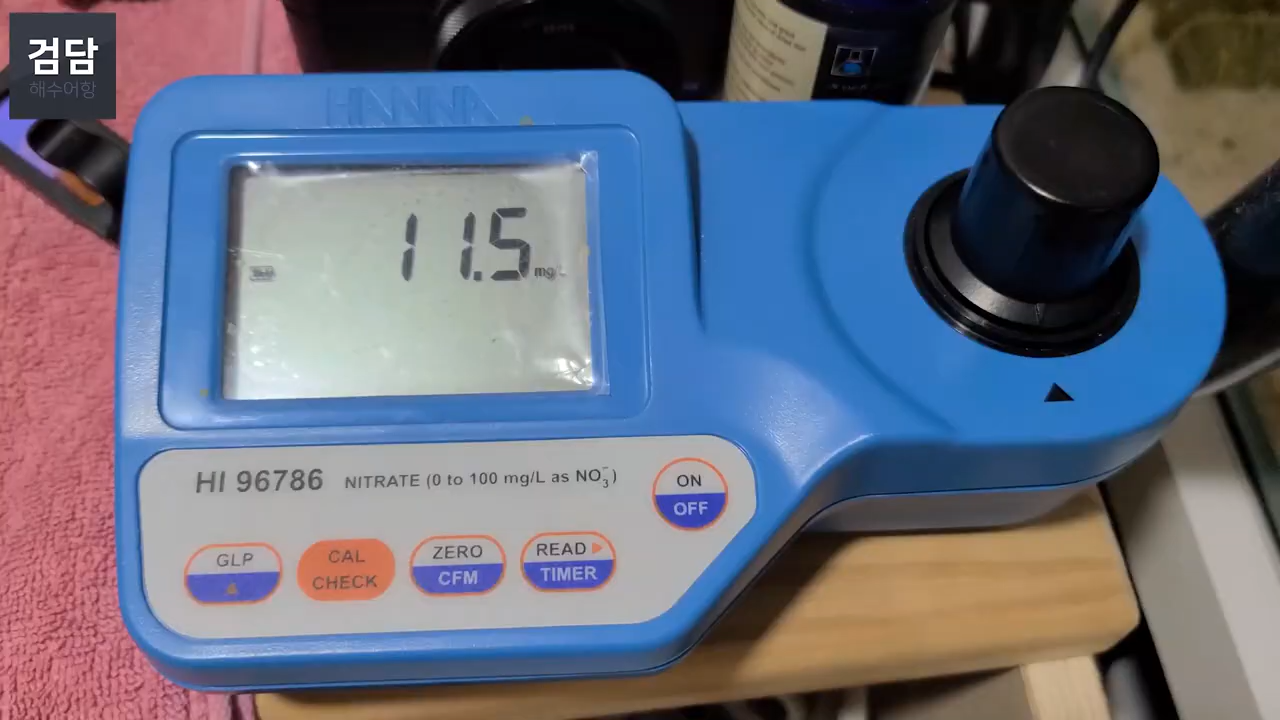 검담
해수어항
HANNA
11.5 mg/L
HI 96786 NITRATE (0 to 100 mg/L as NO₃⁻)
ON
OFF
GLP
CAL
CHECK
ZERO
CFM
READ
TIMER